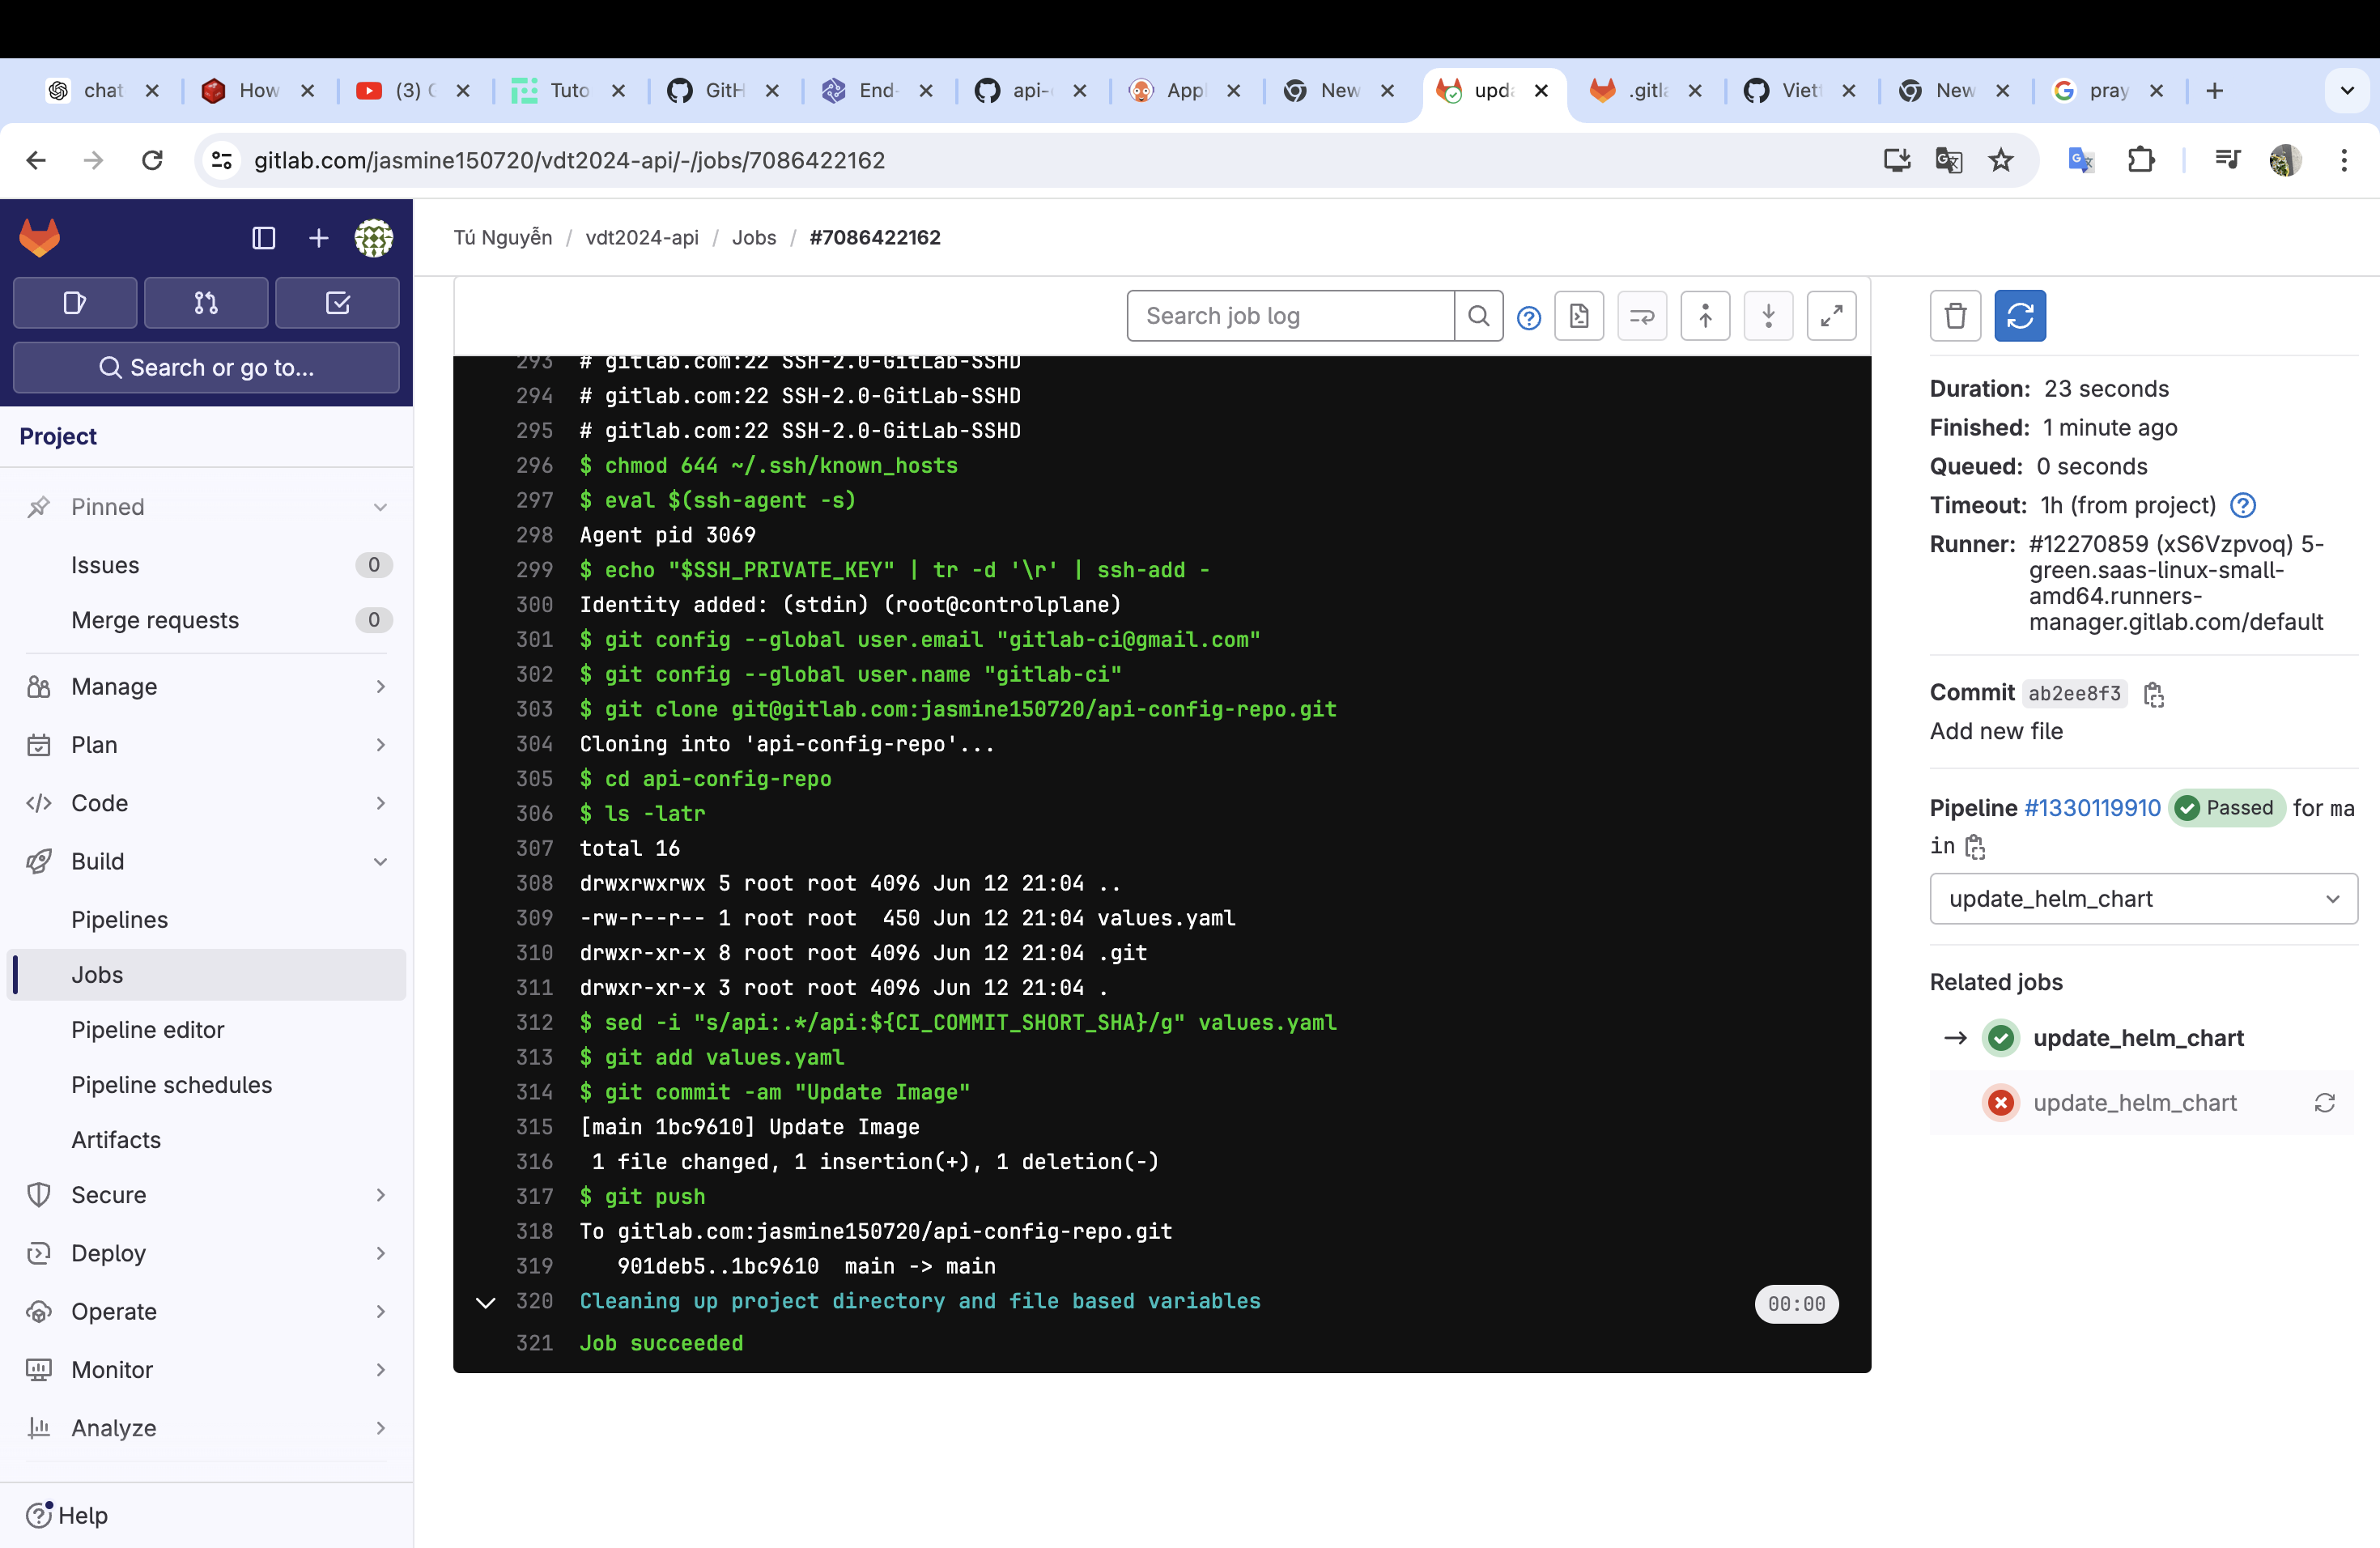 chat
How
(3) C
Tuto
GitH
End-
api-
Appl
New
upda
.gitla
Viett
New
pray
gitlab.com/jasmine150720/vdt2024-api/-/jobs/7086422162
Tú Nguyễn / vdt2024-api / Jobs / #7086422162
Search or go to...
Project
Pinned
Issues 0
Merge requests 0
Manage
Plan
Code
Build
Pipelines
Jobs
Pipeline editor
Pipeline schedules
Artifacts
Secure
Deploy
Operate
Monitor
Analyze
Help
Search job log
293 # gitlab.com:22 SSH-2.0-GitLab-SSHD
294 # gitlab.com:22 SSH-2.0-GitLab-SSHD
295 # gitlab.com:22 SSH-2.0-GitLab-SSHD
296 $ chmod 644 ~/.ssh/known_hosts
297 $ eval $(ssh-agent -s)
298 Agent pid 3069
299 $ echo "$SSH_PRIVATE_KEY" | tr -d '\r' | ssh-add -
300 Identity added: (stdin) (root@controlplane)
301 $ git config --global user.email "gitlab-ci@gmail.com"
302 $ git config --global user.name "gitlab-ci"
303 $ git clone git@gitlab.com:jasmine150720/api-config-repo.git
304 Cloning into 'api-config-repo'...
305 $ cd api-config-repo
306 $ ls -latr
307 total 16
308 drwxrwxrwx 5 root root 4096 Jun 12 21:04 ..
309 -rw-r--r-- 1 root root  450 Jun 12 21:04 values.yaml
310 drwxr-xr-x 8 root root 4096 Jun 12 21:04 .git
311 drwxr-xr-x 3 root root 4096 Jun 12 21:04 .
312 $ sed -i "s/api:.*/api:${CI_COMMIT_SHORT_SHA}/g" values.yaml
313 $ git add values.yaml
314 $ git commit -am "Update Image"
315 [main 1bc9610] Update Image
316  1 file changed, 1 insertion(+), 1 deletion(-)
317 $ git push
318 To gitlab.com:jasmine150720/api-config-repo.git
319    901deb5..1bc9610  main -> main
320 Cleaning up project directory and file based variables 00:00
321 Job succeeded
Duration: 23 seconds
Finished: 1 minute ago
Queued: 0 seconds
Timeout: 1h (from project)
Runner: #12270859 (xS6Vzpvoq) 5-
green.saas-linux-small-
amd64.runners-
manager.gitlab.com/default
Commit ab2ee8f3
Add new file
Pipeline #1330119910 Passed for ma
in
update_helm_chart
Related jobs
→ update_helm_chart
update_helm_chart